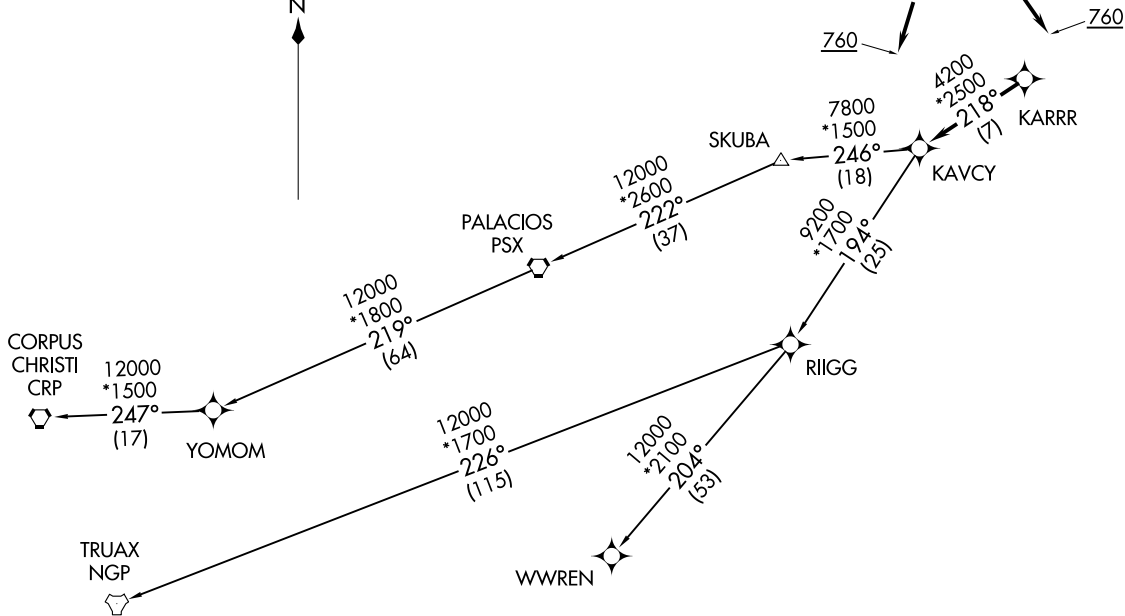 N
760
760
4200
*2500
218°
(7)
KARRR
7800
*1500
246°
(18)
SKUBA
KAVCY
12000
*2600
222°
(37)
9200
*1700
194°
(25)
PALACIOS
PSX
12000
*1800
219°
(64)
CORPUS
CHRISTI
CRP
12000
*1500
247°
(17)
YOMOM
RIIGG
12000
*1700
226°
(115)
12000
*2100
204°
(53)
TRUAX
NGP
WWREN